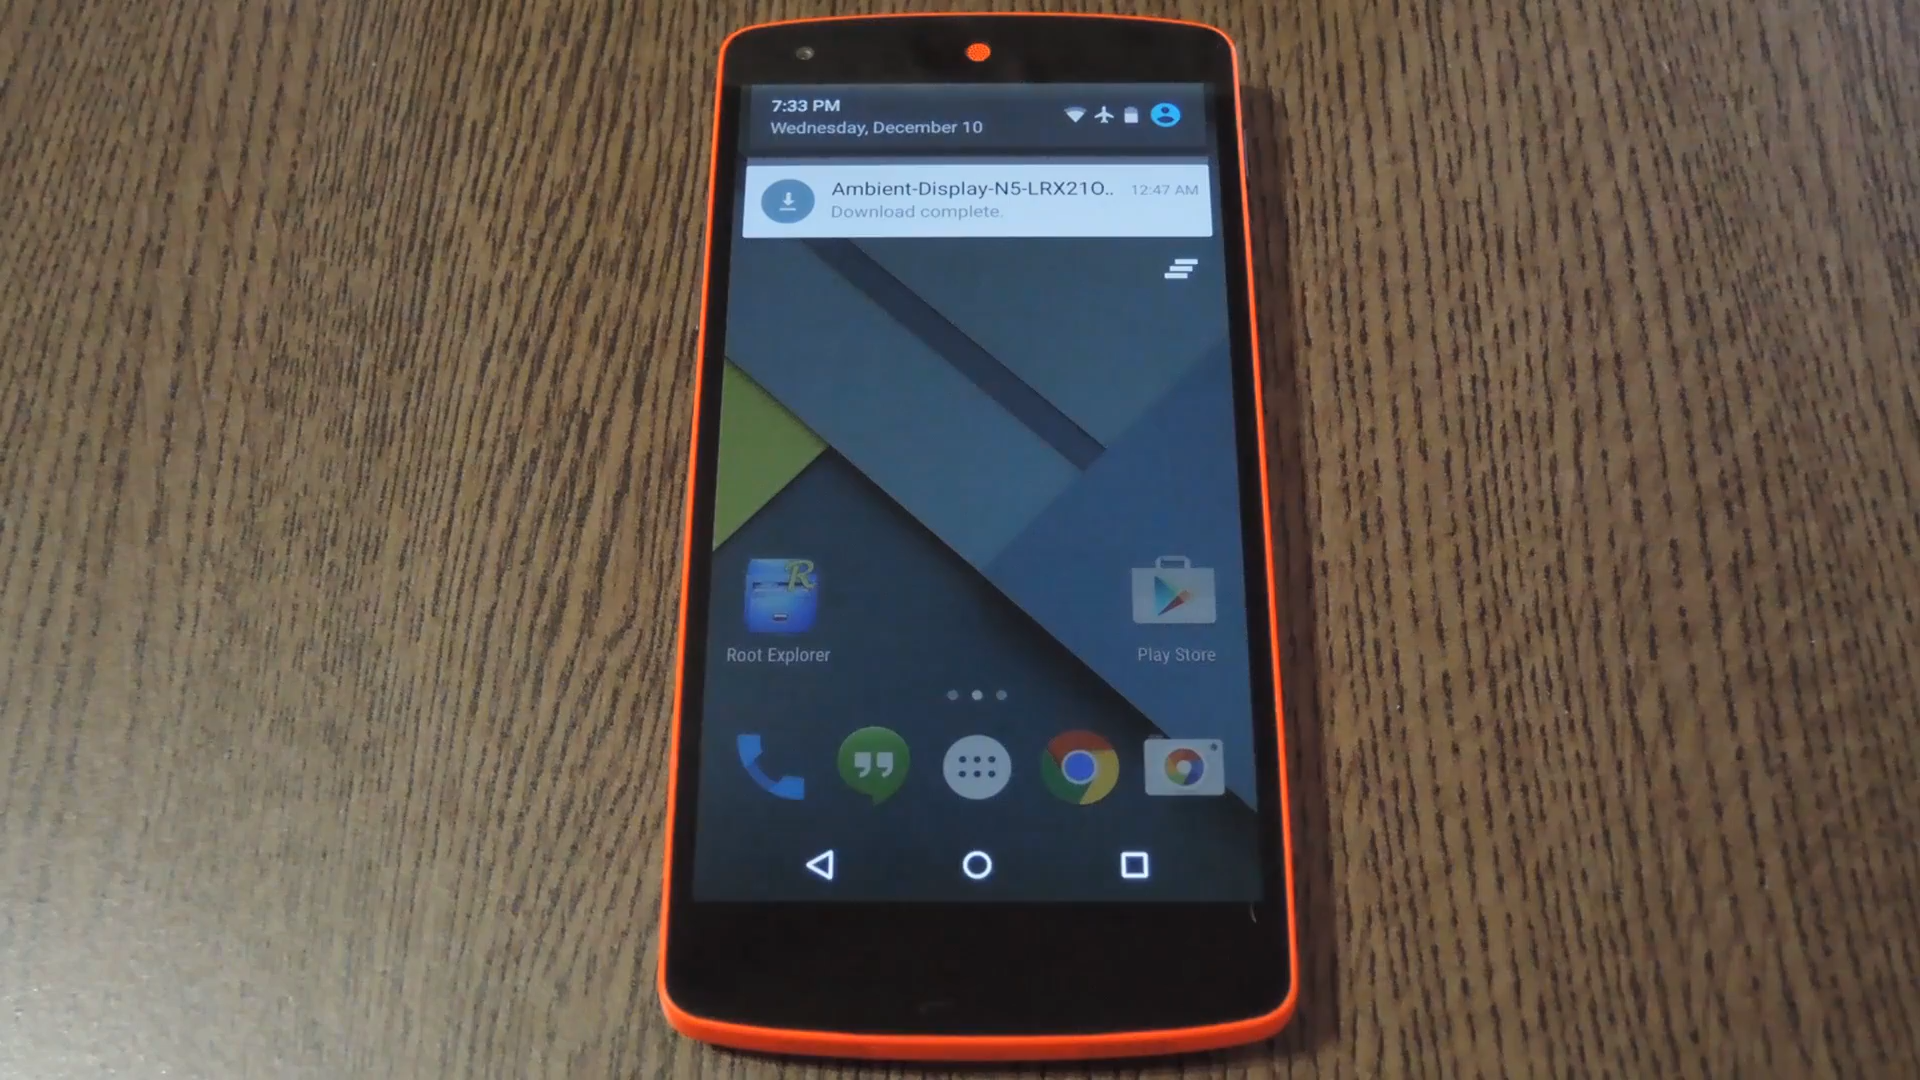 7:33 PM
Wednesday, December 10
Ambient-Display-N5-LRX21O.. 12:47 AM
Download complete.
R
Root Explorer
Play Store